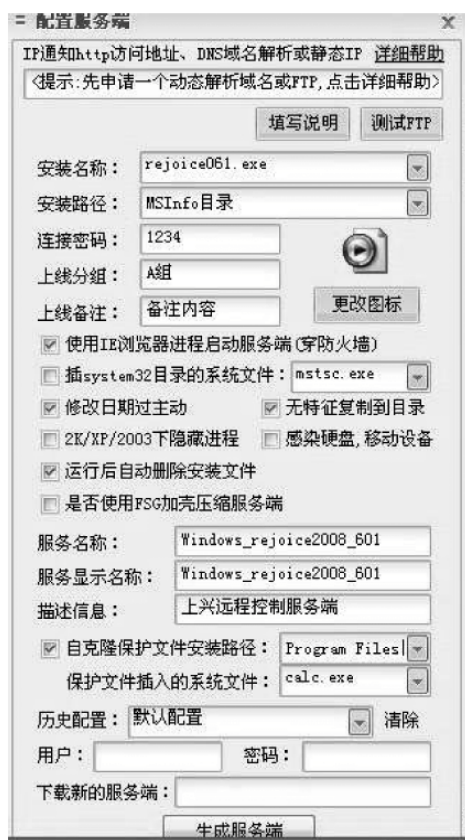 配置服务端
IP通知http访问地址、DNS域名解析或静态IP 详细帮助
<提示:先申请一个动态解析域名或FTP,点击详细帮助>
填写说明 测试FTP
安装名称： rejoice061.exe
安装路径： MSInfo目录
连接密码： 1234
上线分组： A组
上线备注： 备注内容
更改图标
使用IE浏览器进程启动服务端(穿防火墙)
插system32目录的系统文件： mstsc.exe
修改日期过主动 无特征复制到目录
2K/XP/2003下隐藏进程 感染硬盘,移动设备
运行后自动删除安装文件
是否使用FSG加壳压缩服务端
服务名称： Windows_rejoice2008_601
服务显示名称： Windows_rejoice2008_601
描述信息： 上兴远程控制服务端
自克隆保护文件安装路径： Program Files
保护文件插入的系统文件： calc.exe
历史配置： 默认配置 清除
用户： 密码：
下载新的服务端：
生成服务端